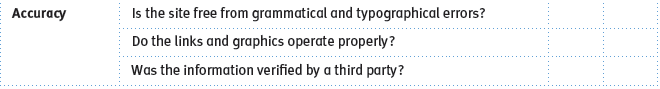 Accuracy Is the site free from grammatical and typographical errors?
Do the links and graphics operate properly?
Was the information verified by a third party?